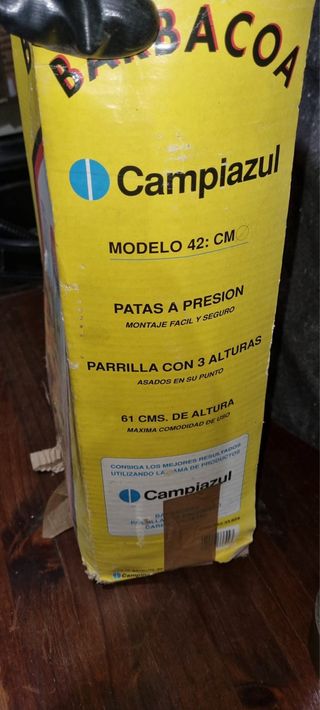 BARBACOA
Campiazul
MODELO 42: CM
PATAS A PRESION
MONTAJE FACIL Y SEGURO
PARRILLA CON 3 ALTURAS
ASADOS EN SU PUNTO
61 CMS. DE ALTURA
MAXIMA COMODIDAD DE USO
CONSIGA LOS MEJORES RESULTADOS
UTILIZANDO LA GAMA DE PRODUCTOS
Campiazul